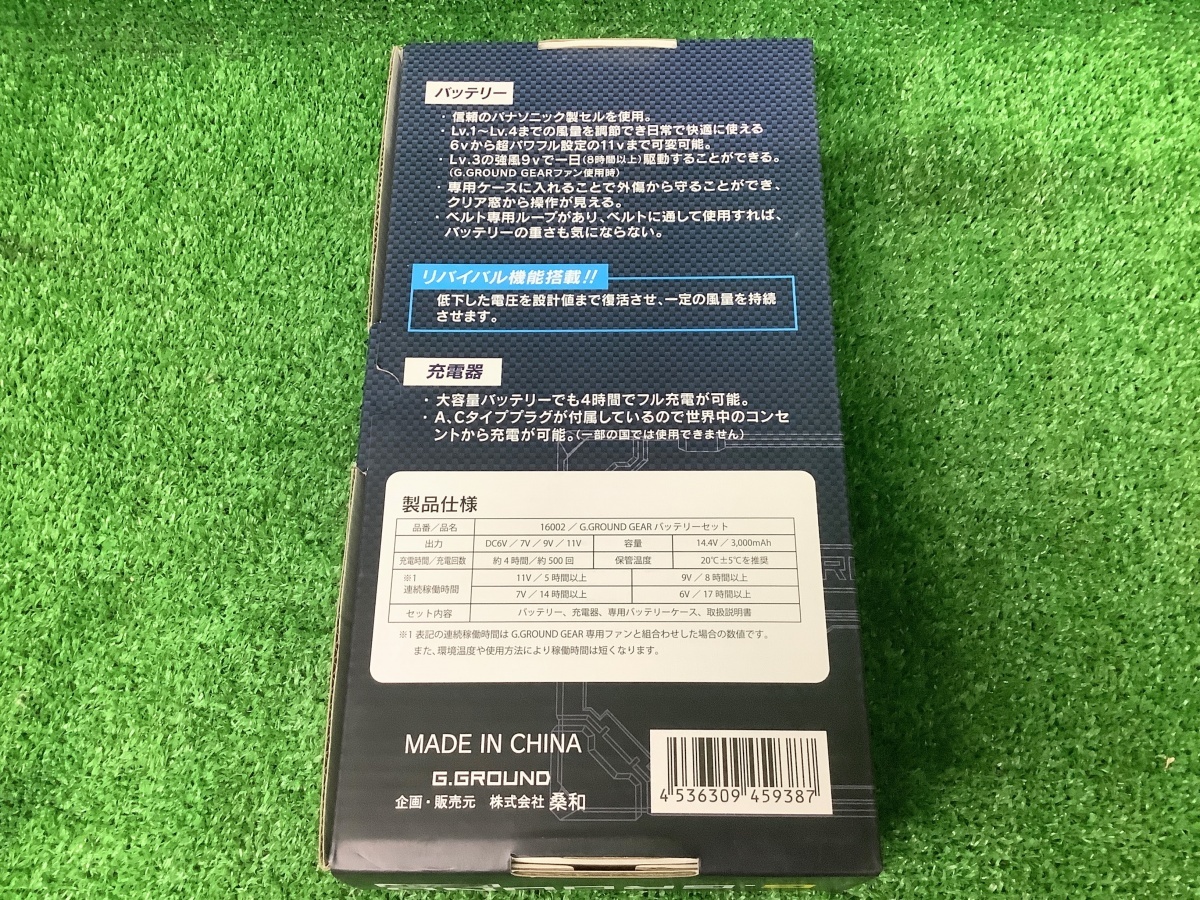 バッテリー
・信頼のパナソニック製セルを使用。
・Lv.1〜Lv.4までの風量を調節でき日常で快適に使える
6vから超パワフル設定の11vまで可変可能。
・Lv.3の強風9vで一日(8時間以上)駆動することができる。
(G.GROUND GEARファン使用時)
・専用ケースに入れることで外傷から守ることができ、
クリア窓から操作が見える。
・ベルト専用ループがあり、ベルトに通して使用すれば、
バッテリーの重さも気にならない。
リバイバル機能搭載!!
低下した電圧を設計値まで復活させ、一定の風量を持続
させます。
充電器
・大容量バッテリーでも4時間でフル充電が可能。
・A、Cタイププラグが付属しているので世界中のコンセ
ントから充電が可能。(一部の国では使用できません)
製品仕様
品番／品名 16002／G.GROUND GEAR バッテリーセット
出力 DC6V／7V／9V／11V 容量 14.4V／3,000mAh
充電時間／充電回数 約4時間／約500回 保管温度 20℃±5℃を推奨
※1
連続稼働時間
11V／5時間以上 9V／8時間以上
7V／14時間以上 6V／17時間以上
セット内容 バッテリー、充電器、専用バッテリーケース、取扱説明書
※1 表記の連続稼働時間は G.GROUND GEAR 専用ファンと組合わせした場合の数値です。
また、環境温度や使用方法により稼働時間は短くなります。
MADE IN CHINA
G.GROUND
企画・販売元 株式会社 桑和
4 536309 459387